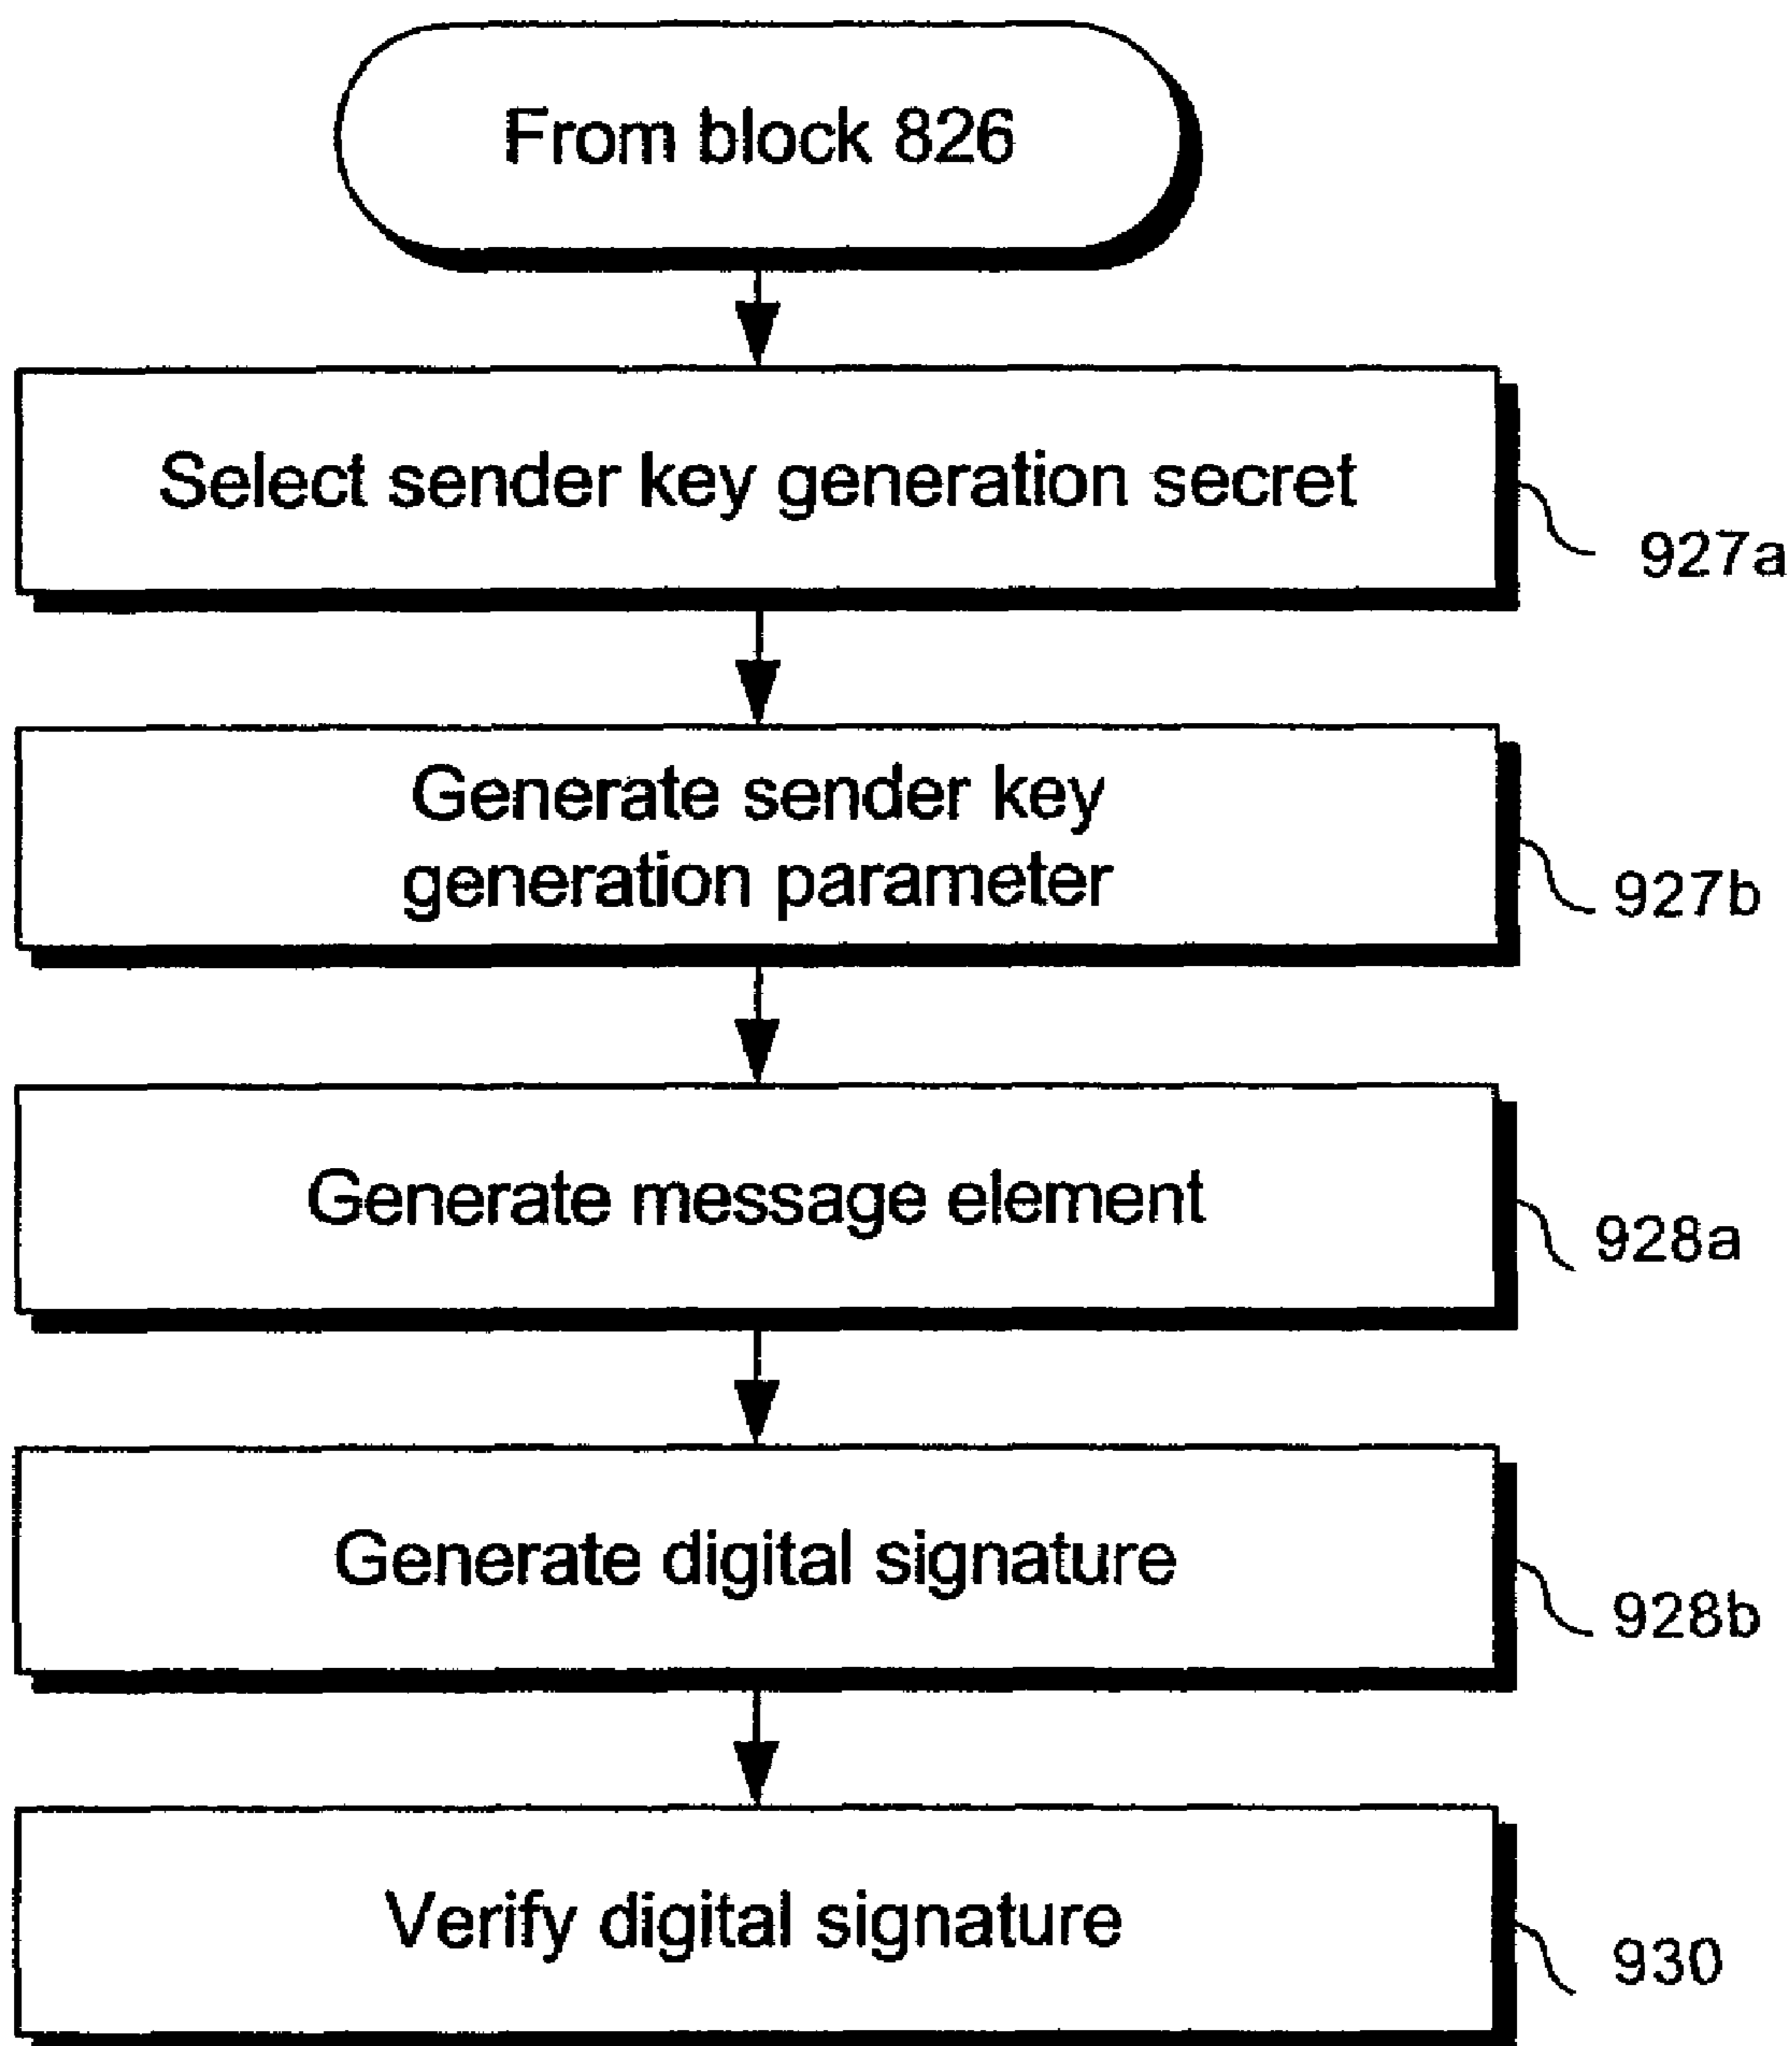 From block 826
Select sender key generation secret
927a
Generate sender key
generation parameter
927b
Generate message element
928a
Generate digital signature
928b
Verify digital signature
930